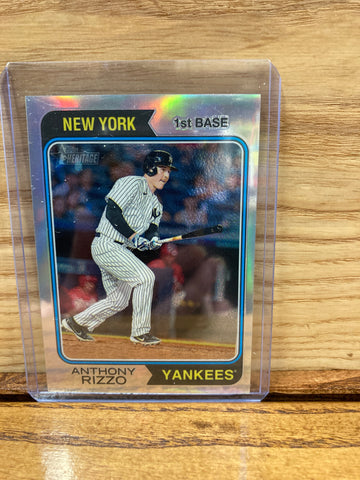 NEW YORK
1st BASE
HERITAGE
ANTHONY
RIZZO
YANKEES